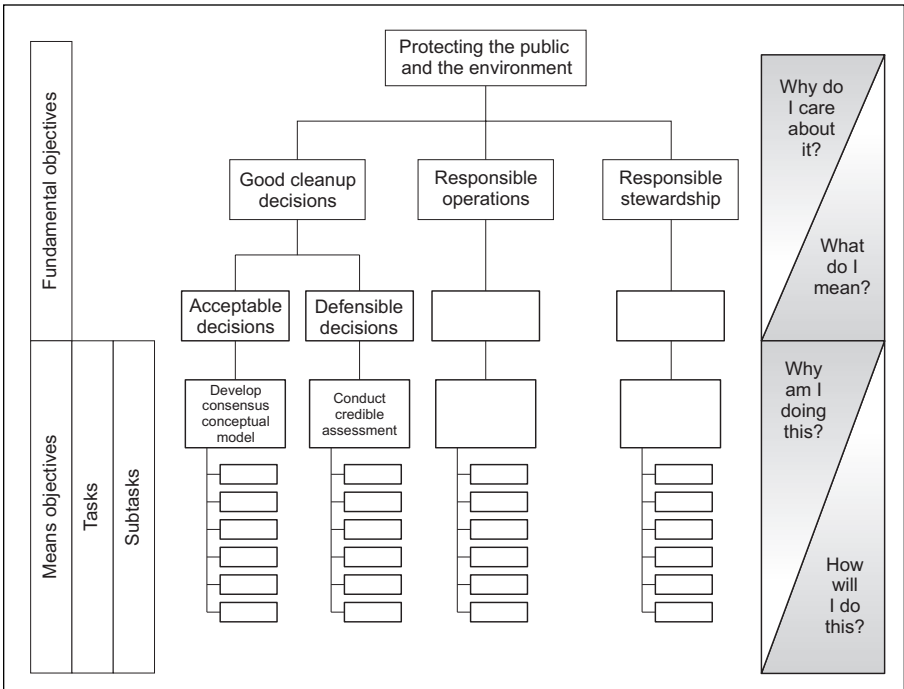 Protecting the public
and the environment
Fundamental objectives
Why do
I care
about
it?
Good cleanup
decisions
Responsible
operations
Responsible
stewardship
What
do I
mean?
Acceptable
decisions
Defensible
decisions
Means objectives
Tasks
Subtasks
Develop
consensus
conceptual
model
Conduct
credible
assessment
Why
am I
doing
this?
How
will
I do
this?